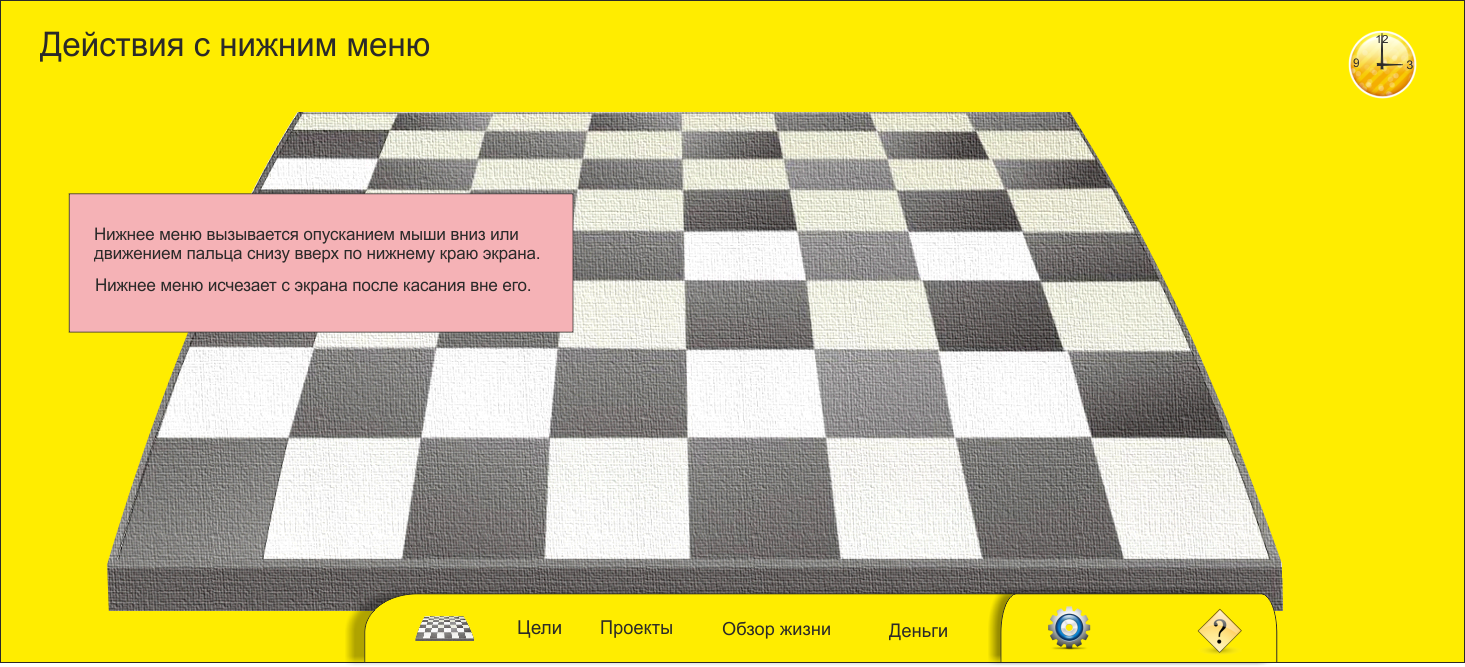 Действия с нижним меню
12
9
3
Нижнее меню вызывается опусканием мыши вниз или
движением пальца снизу вверх по нижнему краю экрана.
Нижнее меню исчезает с экрана после касания вне его.
Цели Проекты Обзор жизни Деньги ?